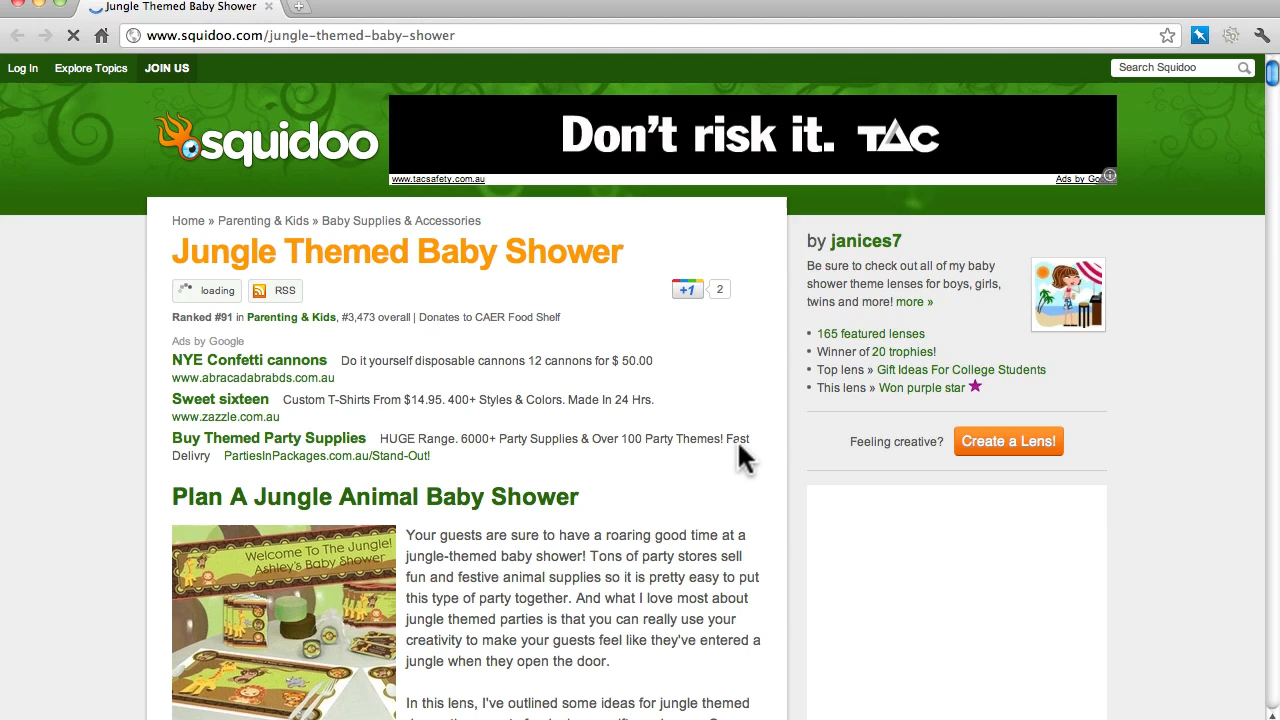 Jungle Themed Baby Shower
www.squidoo.com/jungle-themed-baby-shower
Log In Explore Topics JOIN US Search Squidoo
squidoo
Don't risk it. TAC
www.tacsafety.com.au Ads by
Home » Parenting & Kids » Baby Supplies & Accessories
Jungle Themed Baby Shower
loading RSS +1 2
Ranked #91 in Parenting & Kids, #3,473 overall | Donates to CAER Food Shelf
Ads by Google
NYE Confetti cannons Do it yourself disposable cannons 12 cannons for $ 50.00
www.abracadabrabds.com.au
Sweet sixteen Custom T-Shirts From $14.95. 400+ Styles & Colors. Made In 24 Hrs.
www.zazzle.com.au
Buy Themed Party Supplies HUGE Range. 6000+ Party Supplies & Over 100 Party Themes! Fast
Delivry PartiesInPackages.com.au/Stand-Out!
Plan A Jungle Animal Baby Shower
Welcome To The Jungle!
Ashley's Baby Shower
Your guests are sure to have a roaring good time at a
jungle-themed baby shower! Tons of party stores sell
fun and festive animal supplies so it is pretty easy to put
this type of party together. And what I love most about
jungle themed parties is that you can really use your
creativity to make your guests feel like they've entered a
jungle when they open the door.
In this lens, I've outlined some ideas for jungle themed
by janices7
Be sure to check out all of my baby
shower theme lenses for boys, girls,
twins and more! more »
• 165 featured lenses
• Winner of 20 trophies!
• Top lens » Gift Ideas For College Students
• This lens » Won purple star
Feeling creative? Create a Lens!